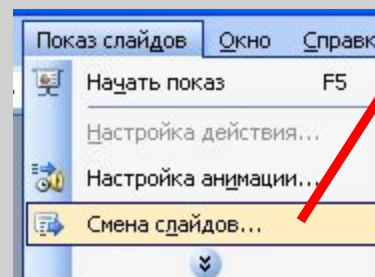 Показ слайдов Окно Справк
Начать показ F5
Настройка действия...
Настройка анимации...
Смена слайдов...